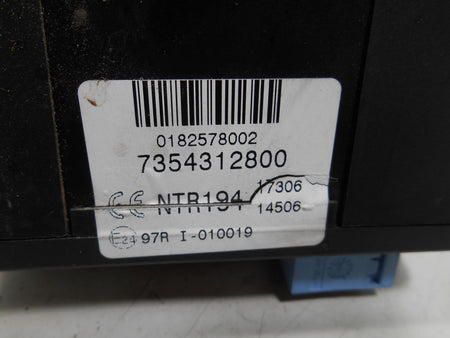 0182578002
7354312800
CE NTR194 17306
14506
E24 97R I-010019